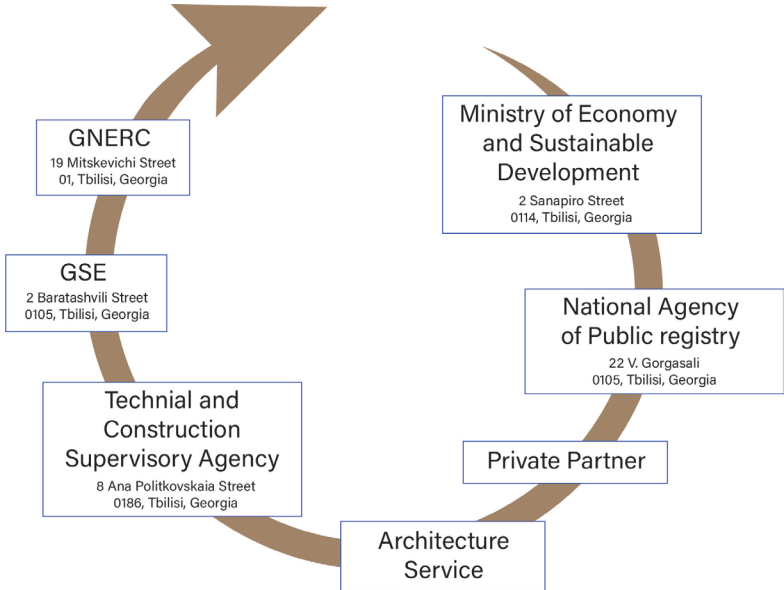 Ministry of Economy
and Sustainable
Development
2 Sanapiro Street
0114, Tbilisi, Georgia
National Agency
of Public registry
22 V. Gorgasali
0105, Tbilisi, Georgia
Private Partner
Architecture
Service
Technial and
Construction
Supervisory Agency
8 Ana Politkovskaia Street
0186, Tbilisi, Georgia
GSE
2 Baratashvili Street
0105, Tbilisi, Georgia
GNERC
19 Mitskevichi Street
01, Tbilisi, Georgia